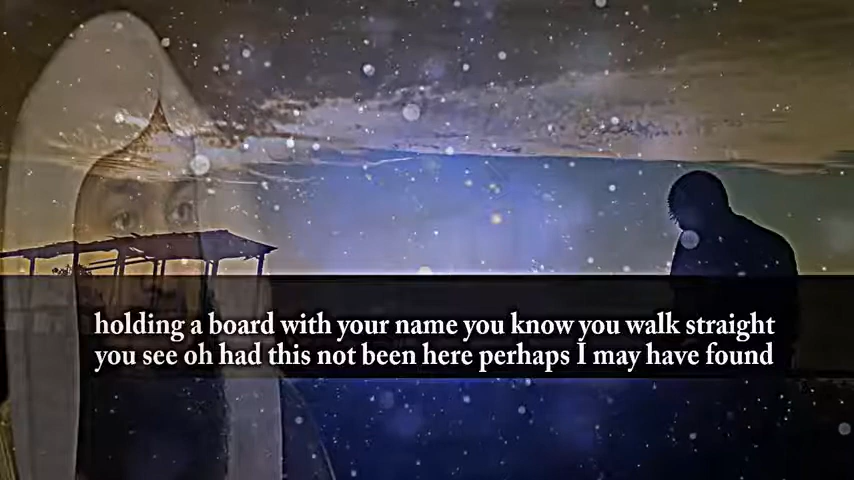 holding a board with your name you know you walk straight
you see oh had this not been here perhaps I may have found